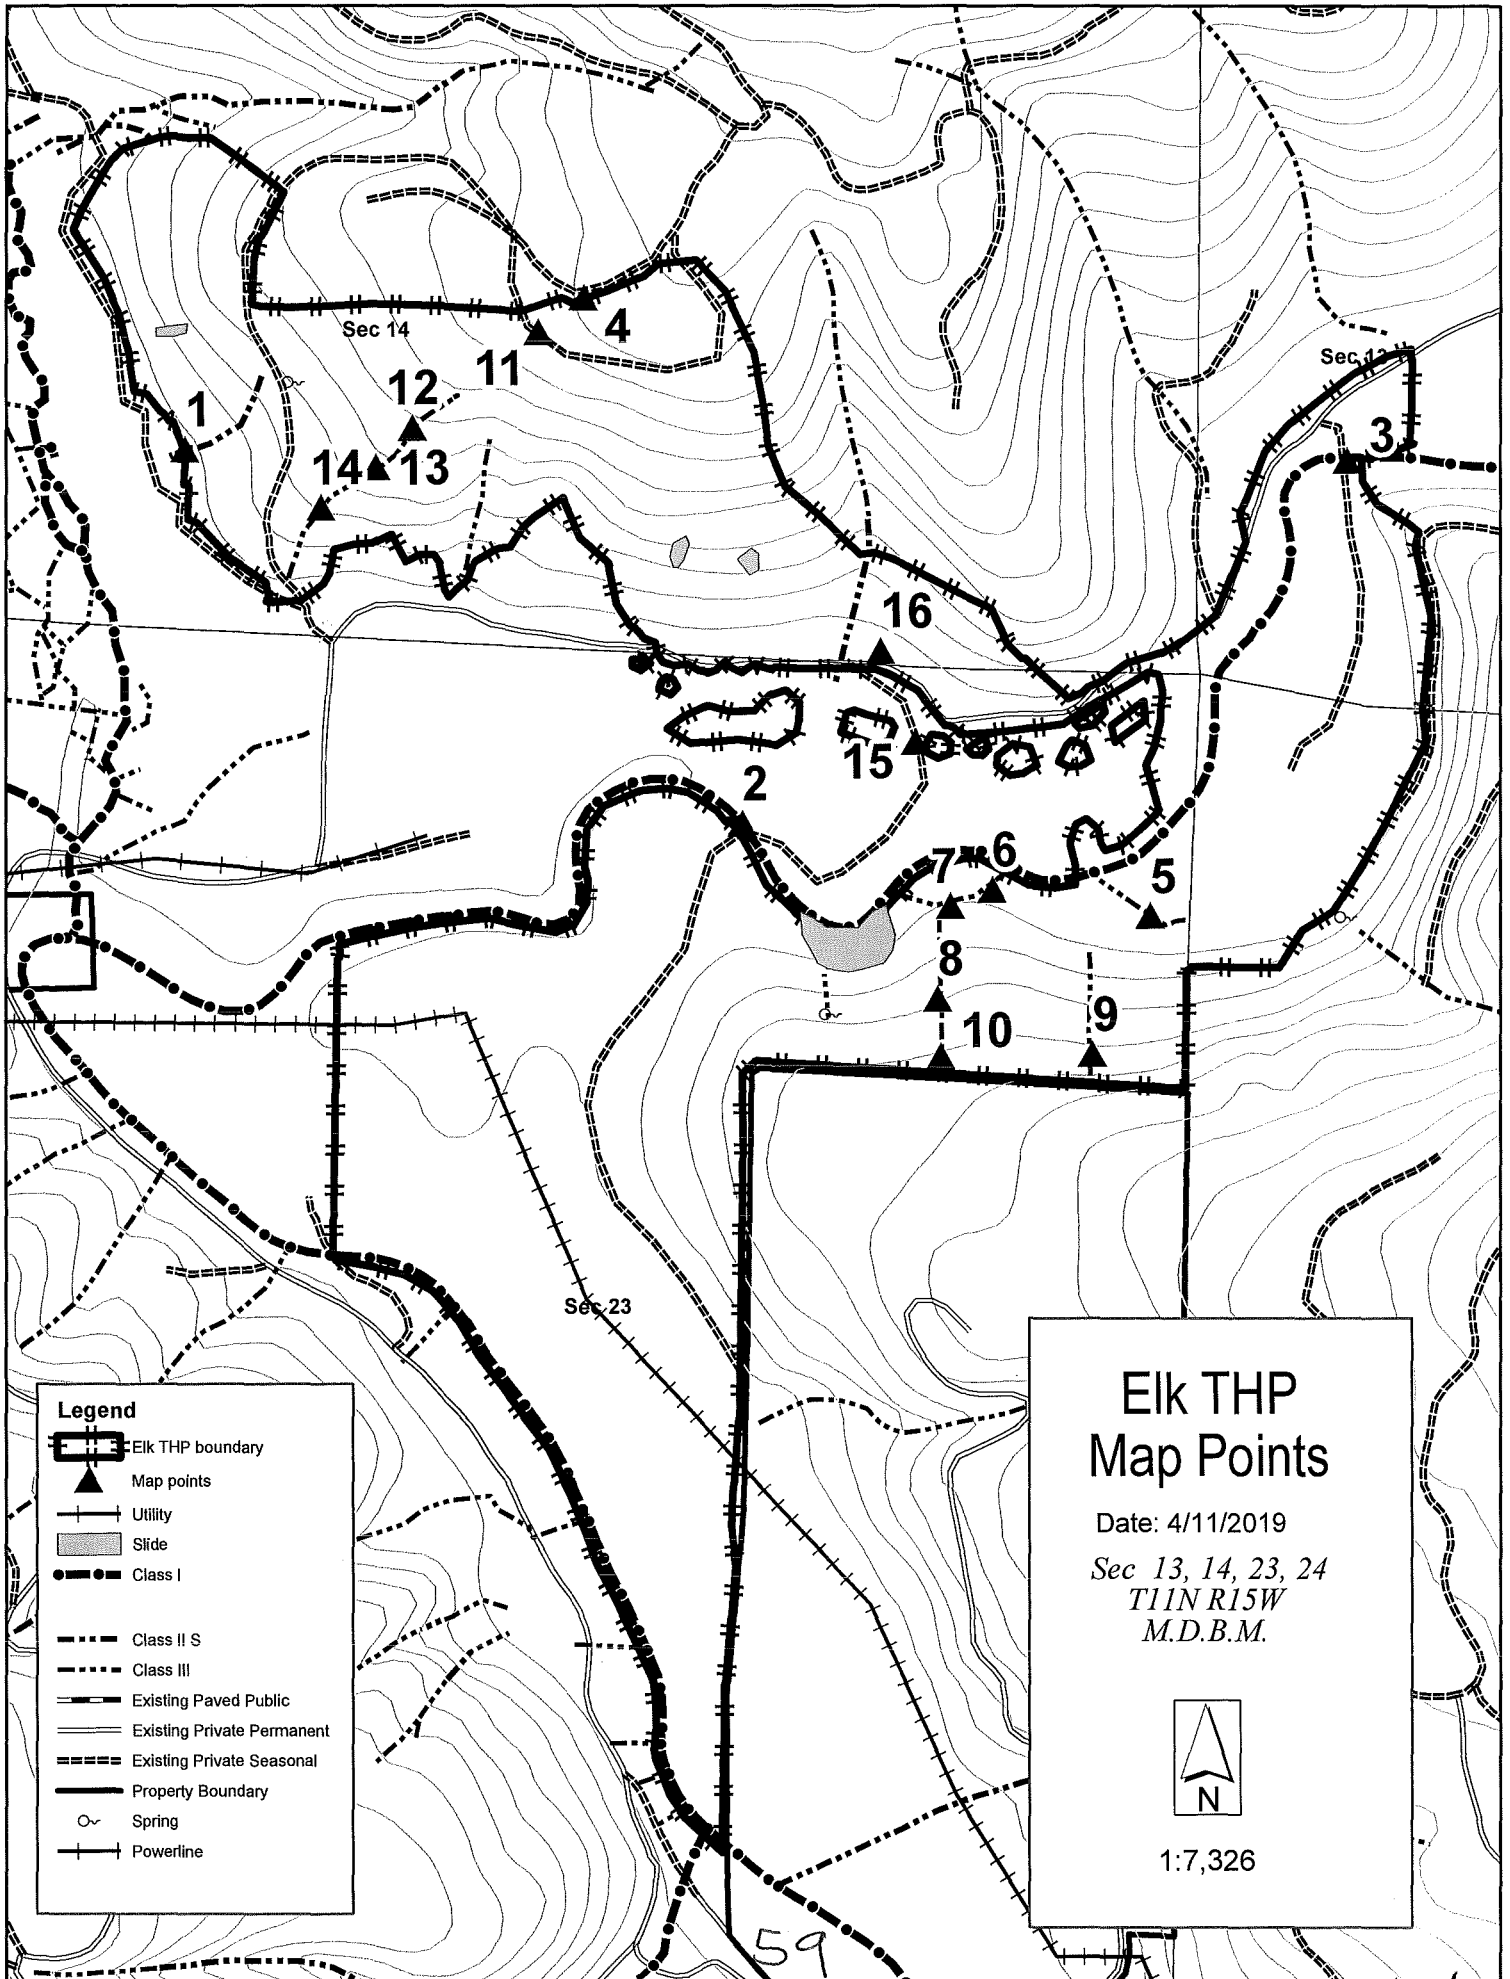 Sec 14
Sec 13
4
11
12
1
3
14
13
16
15
2
7
6
5
8
9
10
Sec 23
Legend
Elk THP boundary
Map points
Utility
Slide
Class I
Class II S
Class III
Existing Paved Public
Existing Private Permanent
Existing Private Seasonal
Property Boundary
Spring
Powerline
Elk THP
Map Points
Date: 4/11/2019
Sec 13, 14, 23, 24
T11N R15W
M.D.B.M.
N
1:7,326
59